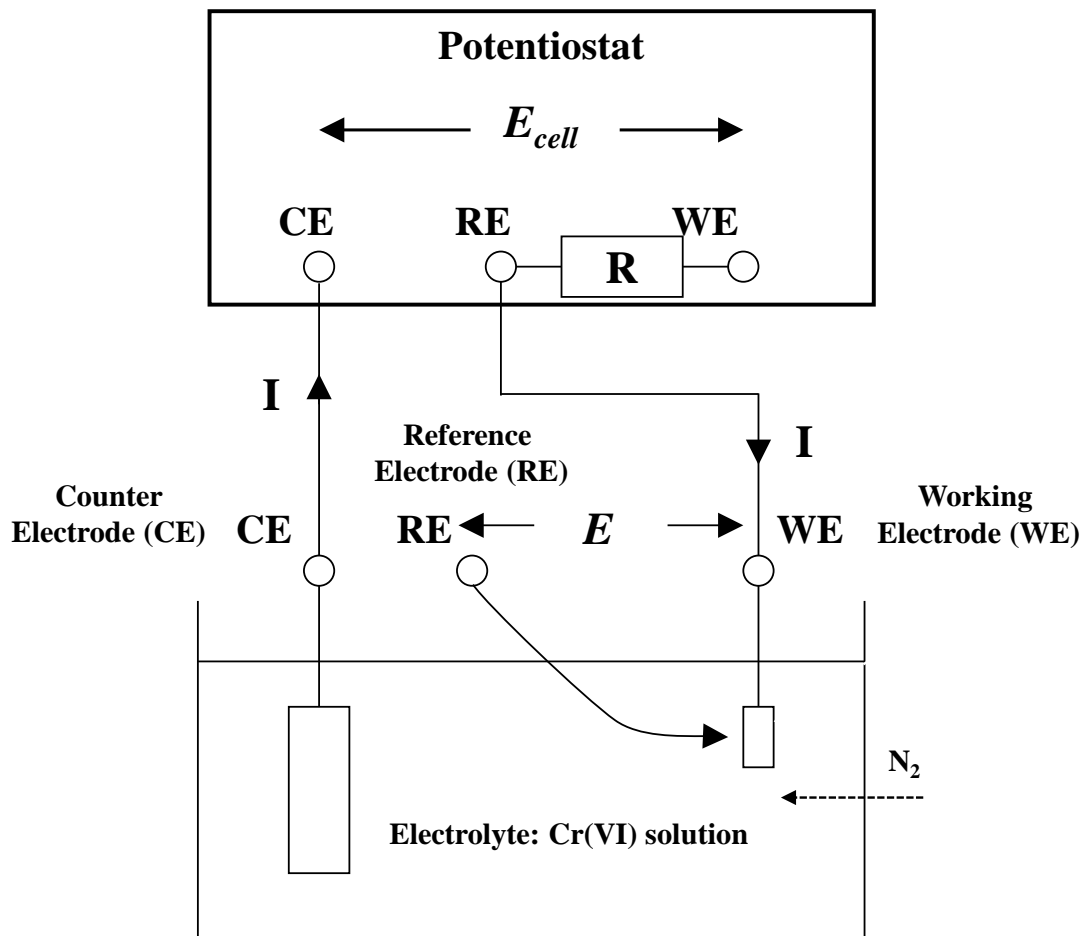 Potentiostat
E_cell
CE
RE
WE
R
I
I
Reference
Electrode (RE)
Counter
Electrode (CE)
CE
RE
E
WE
Working
Electrode (WE)
N₂
Electrolyte: Cr(VI) solution